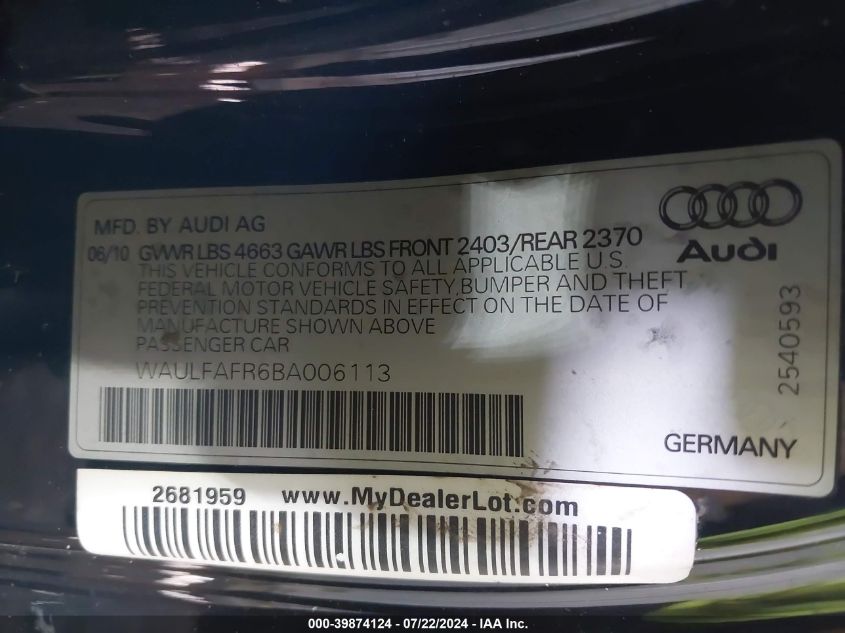 MFD. BY AUDI AG
06/10 GVWR LBS 4663 GAWR LBS FRONT 2403/REAR 2370
THIS VEHICLE CONFORMS TO ALL APPLICABLE U.S.
FEDERAL MOTOR VEHICLE SAFETY,BUMPER AND THEFT
PREVENTION STANDARDS IN EFFECT ON THE DATE OF
MANUFACTURE SHOWN ABOVE
PASSENGER CAR
WAULFAFR6BA006113
Audi
2540593
GERMANY
2681959 www.MyDealerLot.com
000-39874124 - 07/22/2024 - IAA Inc.